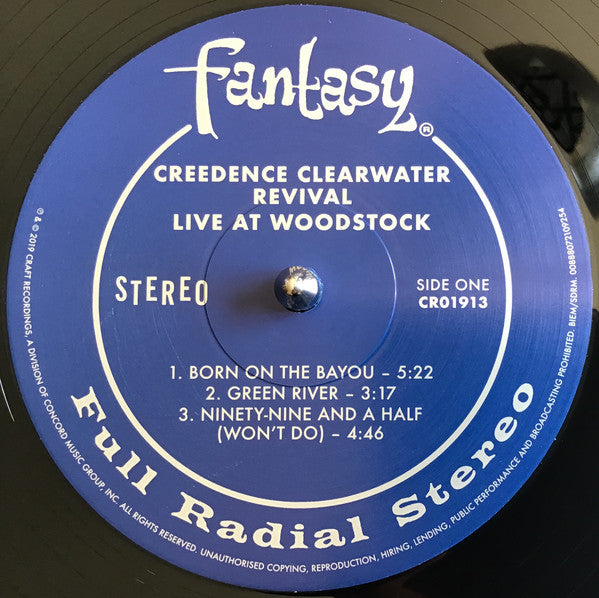 fantasy®
CREEDENCE CLEARWATER
REVIVAL
LIVE AT WOODSTOCK
STEREO
SIDE ONE
CR01913
1. BORN ON THE BAYOU – 5:22
2. GREEN RIVER – 3:17
3. NINETY-NINE AND A HALF
(WON'T DO) – 4:46
Full Radial Stereo
℗ & © 2019 CRAFT RECORDINGS, A DIVISION OF CONCORD MUSIC GROUP, INC. ALL RIGHTS RESERVED. UNAUTHORISED COPYING, REPRODUCTION, HIRING, LENDING, PUBLIC PERFORMANCE AND BROADCASTING PROHIBITED. BIEM/SDRM. 00888072109254